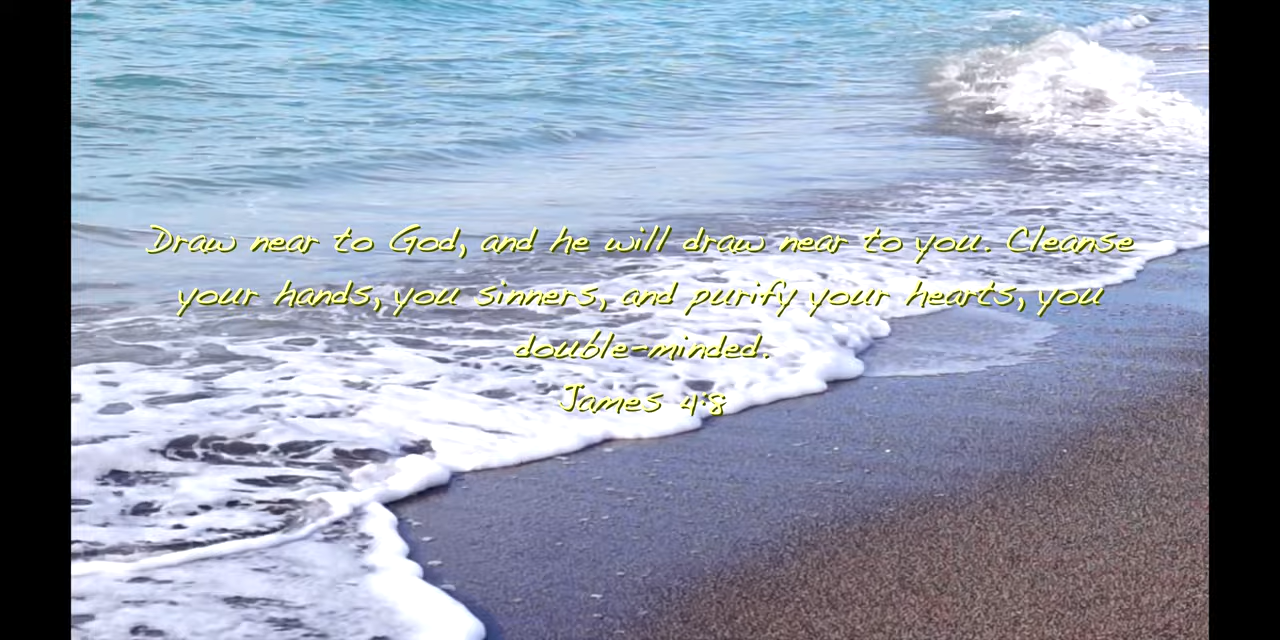 Draw near to God, and he will draw near to you. Cleanse
your hands, you sinners, and purify your hearts, you
double-minded.
James 4:8